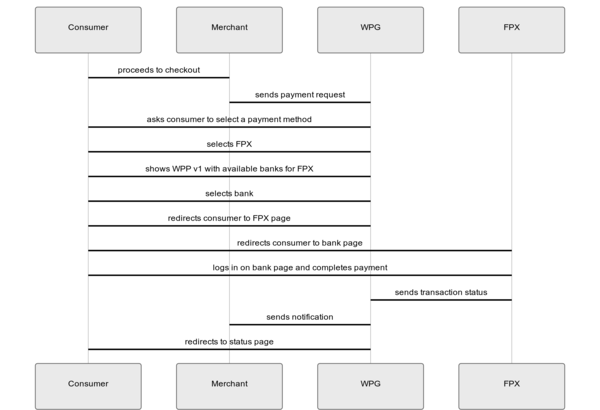 Consumer
Merchant
WPG
FPX
proceeds to checkout
sends payment request
asks consumer to select a payment method
selects FPX
shows WPP v1 with available banks for FPX
selects bank
redirects consumer to FPX page
redirects consumer to bank page
logs in on bank page and completes payment
sends transaction status
sends notification
redirects to status page
Consumer
Merchant
WPG
FPX